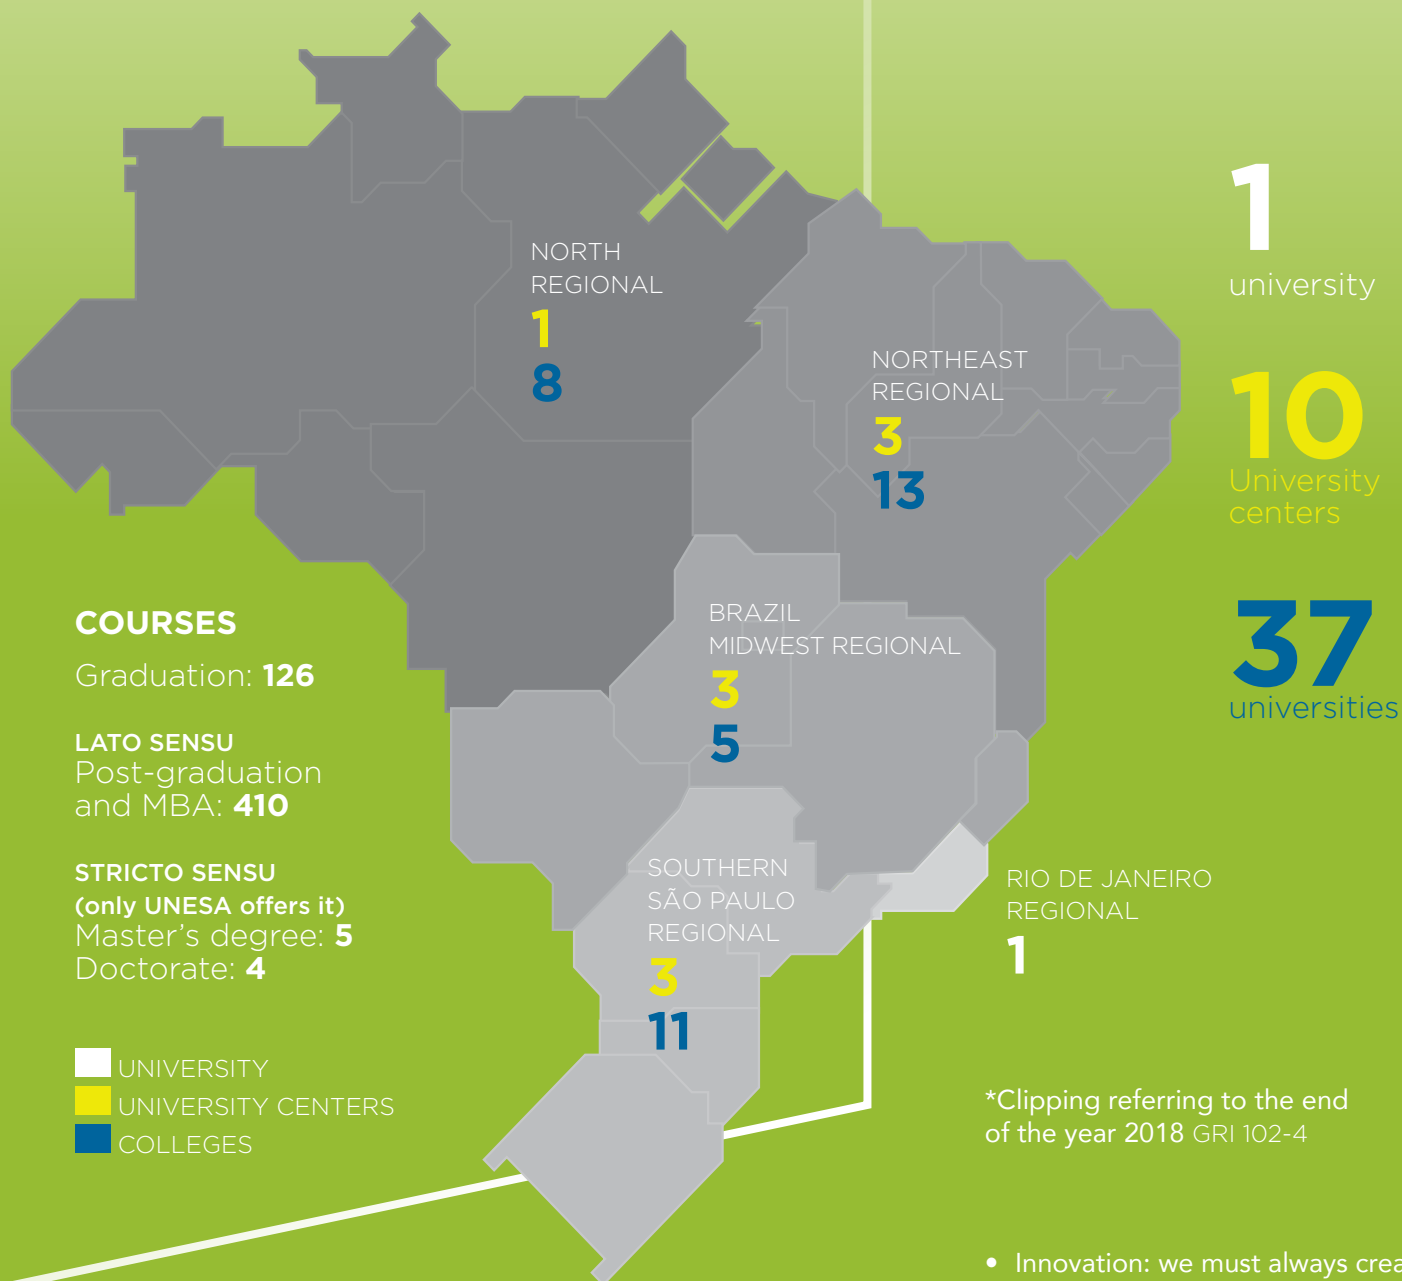 NORTH
REGIONAL
1
8
NORTHEAST
REGIONAL
3
13
BRAZIL
MIDWEST REGIONAL
3
5
SOUTHERN
SÃO PAULO
REGIONAL
3
11
RIO DE JANEIRO
REGIONAL
1
1
university
10
University
centers
37
universities
COURSES
Graduation: 126
LATO SENSU
Post-graduation
and MBA: 410
STRICTO SENSU
(only UNESA offers it)
Master's degree: 5
Doctorate: 4
UNIVERSITY
UNIVERSITY CENTERS
COLLEGES
*Clipping referring to the end
of the year 2018 GRI 102-4
• Innovation: we must always crea